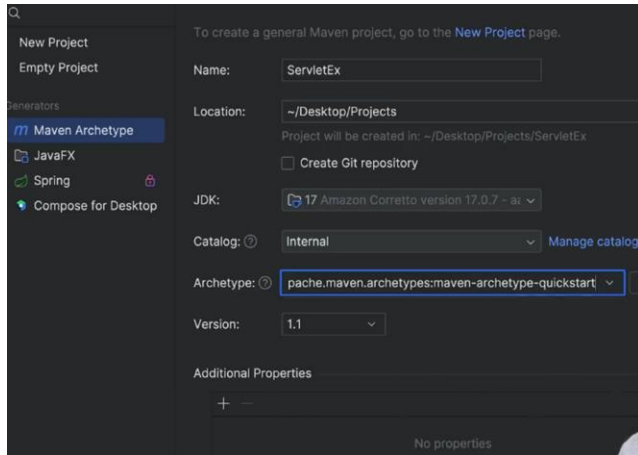 New Project
Empty Project
Generators
Maven Archetype
JavaFX
Spring
Compose for Desktop
To create a general Maven project, go to the New Project page.
Name: ServletEx
Location: ~/Desktop/Projects
Project will be created in: ~/Desktop/Projects/ServletEx
Create Git repository
JDK: 17 Amazon Corretto version 17.0.7 -
Catalog: Internal Manage catalog
Archetype: pache.maven.archetypes:maven-archetype-quickstart
Version: 1.1
Additional Properties
No properties